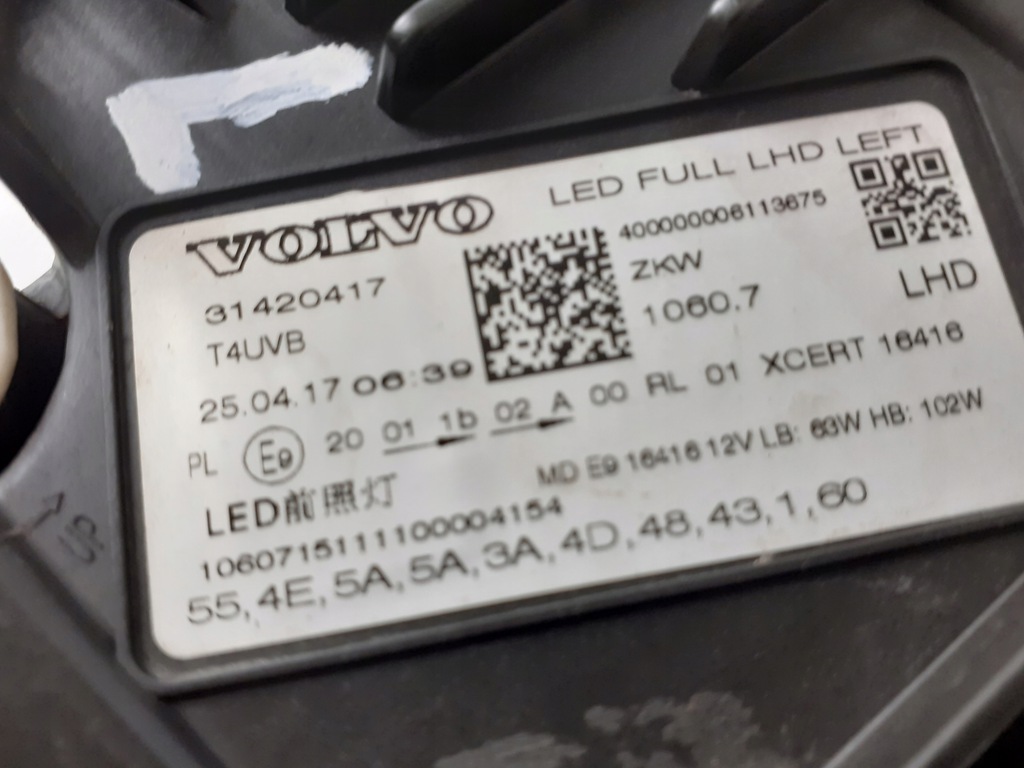 VOLVO
LED FULL LHD LEFT
31420417
400000006113675
T4UVB
ZKW
1060.7
LHD
25.04.17 06:39
PL E9 20 01 1b 02 A 00 RL 01 XCERT 16416
MD E9 16416 12V LB: 63W HB: 102W
LED前照灯
1060715111100004154
55,4E,5A,5A,3A,4D,48,43,1,60
UP